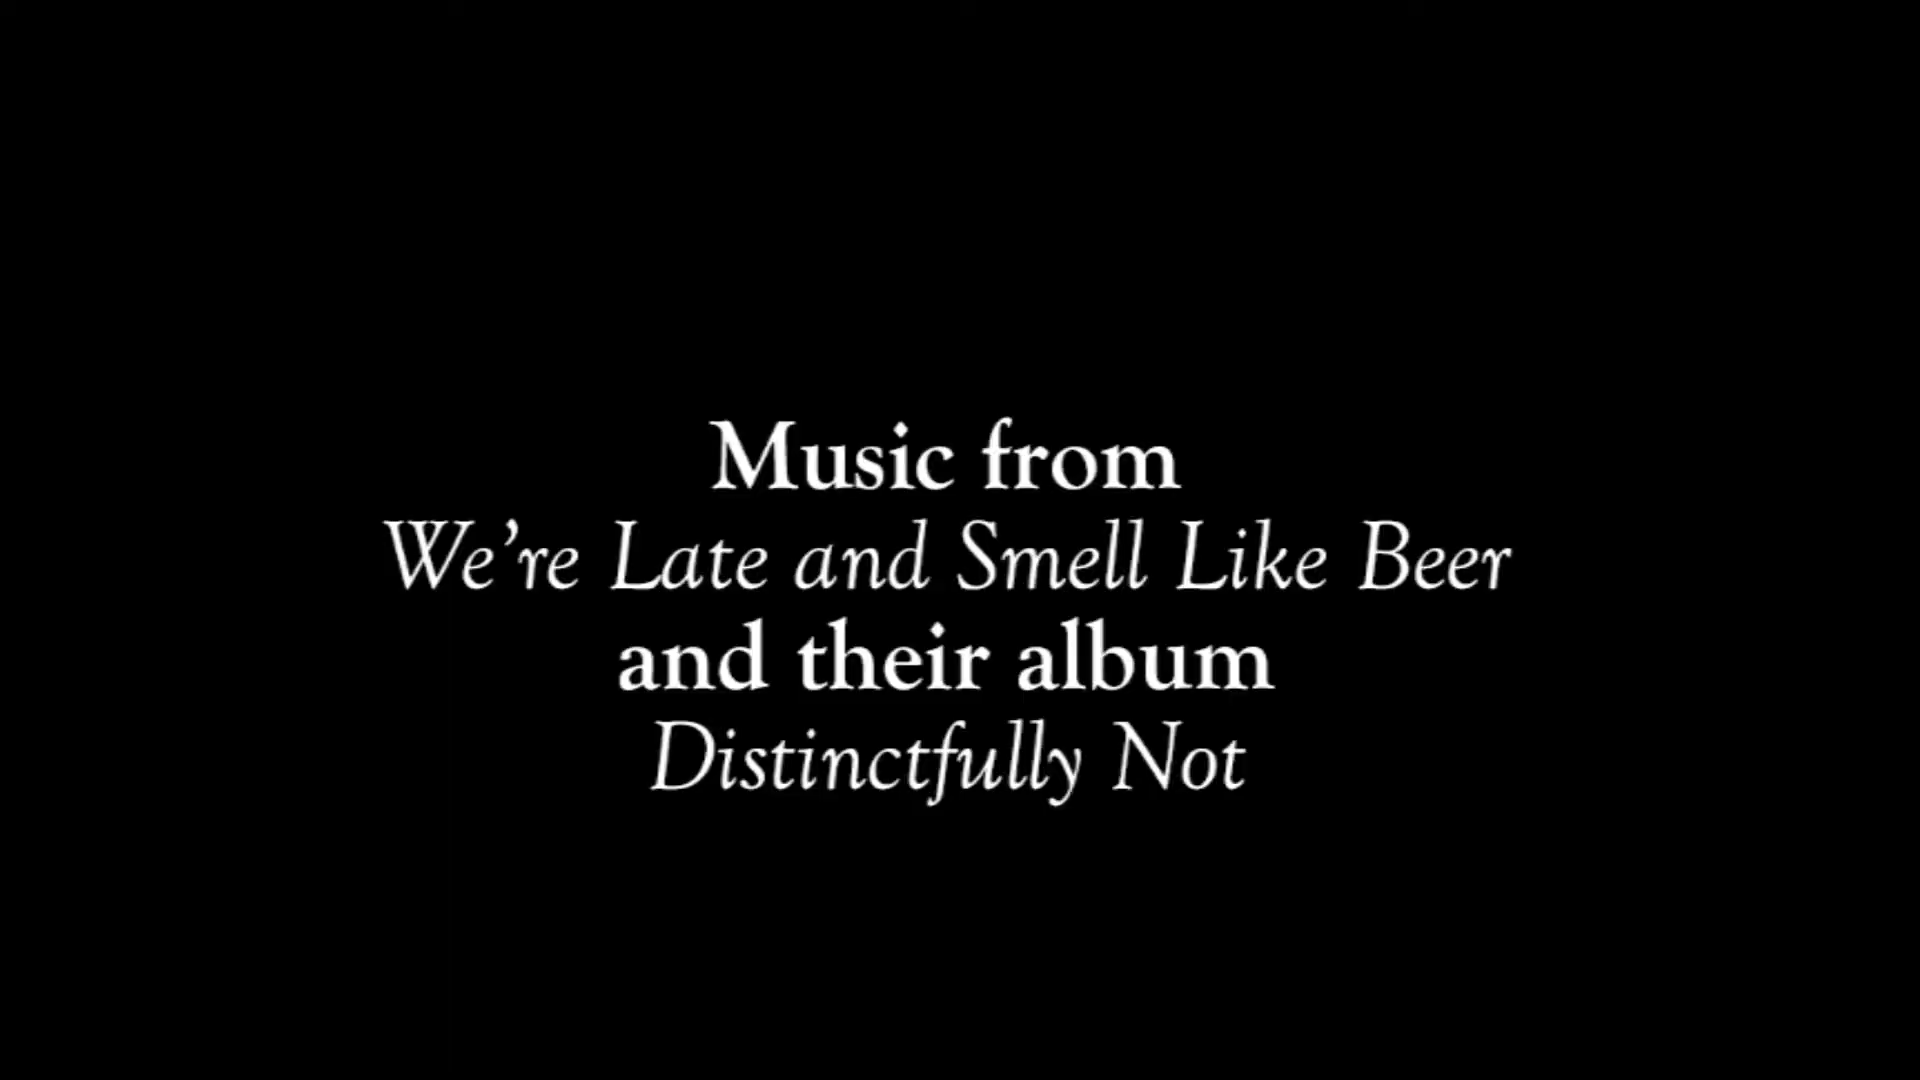 Music from
We’re Late and Smell Like Beer
and their album
Distinctfully Not